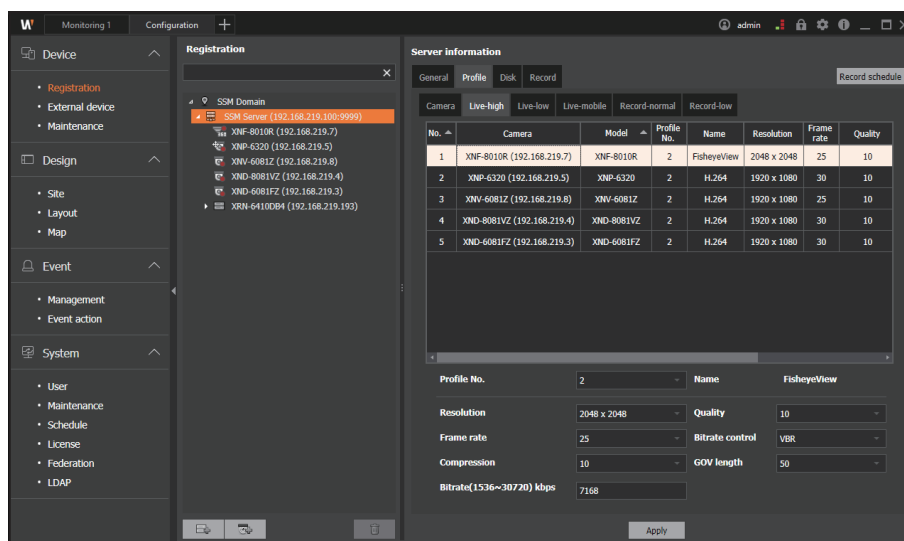 W Monitoring 1 Configuration + admin
Device
Registration
External device
Maintenance
Design
Site
Layout
Map
Event
Management
Event action
System
User
Maintenance
Schedule
License
Federation
LDAP
Registration
SSM Domain
SSM Server (192.168.219.100:9999)
XNF-8010R (192.168.219.7)
XNP-6320 (192.168.219.5)
XNV-6081Z (192.168.219.8)
XND-8081VZ (192.168.219.4)
XND-6081FZ (192.168.219.3)
XRN-6410DB4 (192.168.219.193)
Server information
General Profile Disk Record Record schedule
Camera Live-high Live-low Live-mobile Record-normal Record-low
No. Camera Model Profile No. Name Resolution Frame rate Quality
1 XNF-8010R (192.168.219.7) XNF-8010R 2 FisheyeView 2048 x 2048 25 10
2 XNP-6320 (192.168.219.5) XNP-6320 2 H.264 1920 x 1080 30 10
3 XNV-6081Z (192.168.219.8) XNV-6081Z 2 H.264 1920 x 1080 25 10
4 XND-8081VZ (192.168.219.4) XND-8081VZ 2 H.264 1920 x 1080 30 10
5 XND-6081FZ (192.168.219.3) XND-6081FZ 2 H.264 1920 x 1080 30 10
Profile No. 2 Name FisheyeView
Resolution 2048 x 2048 Quality 10
Frame rate 25 Bitrate control VBR
Compression 10 GOV length 50
Bitrate(1536~30720) kbps 7168
Apply